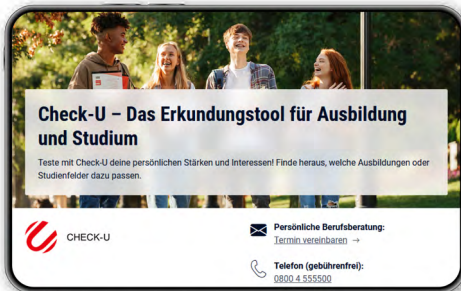 Check-U – Das Erkundungstool für Ausbildung
und Studium
Teste mit Check-U deine persönlichen Stärken und Interessen! Finde heraus, welche Ausbildungen oder
Studienfelder dazu passen.
CHECK-U
Persönliche Berufsberatung:
Termin vereinbaren →
Telefon (gebührenfrei):
0800 4 555500